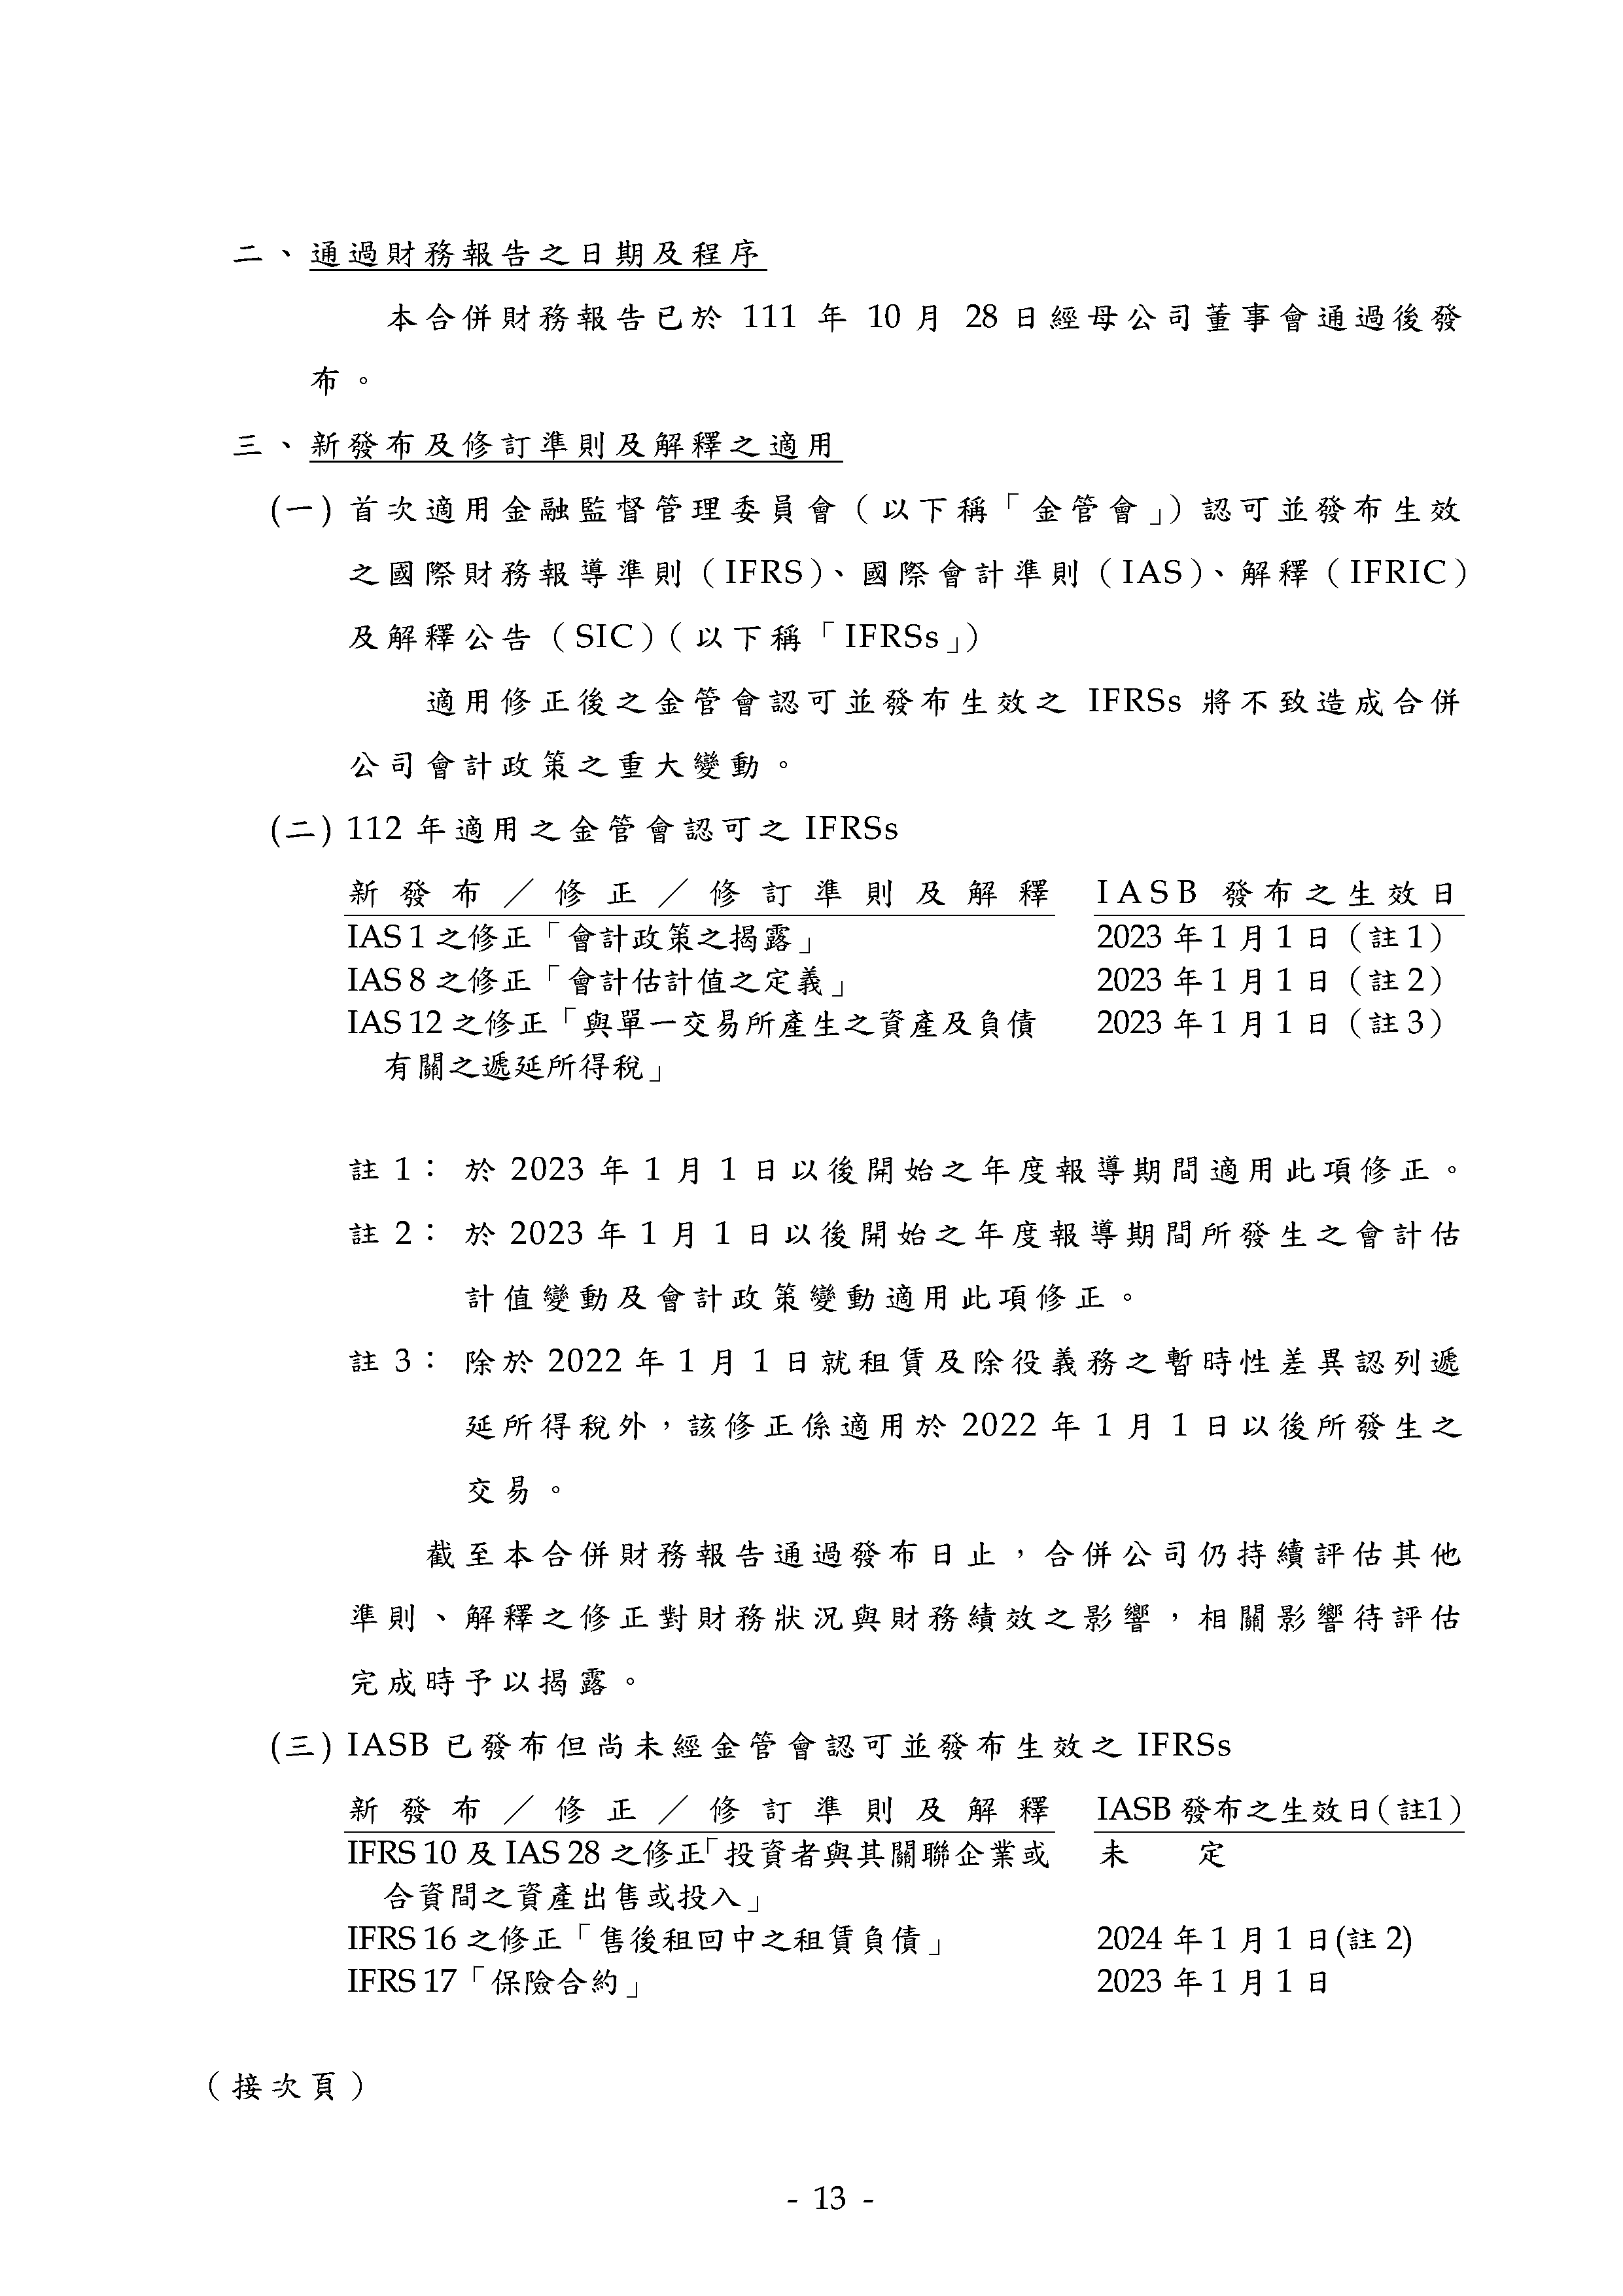 二、通過財務報告之日期及程序
本合併財務報告已於 111 年 10 月 28 日經母公司董事會通過後發
布。
三、新發布及修訂準則及解釋之適用
(一) 首次適用金融監督管理委員會（以下稱「金管會」）認可並發布生效
之國際財務報導準則（IFRS）、國際會計準則（IAS）、解釋（IFRIC）
及解釋公告（SIC）（以下稱「IFRSs」）
適用修正後之金管會認可並發布生效之 IFRSs 將不致造成合併
公司會計政策之重大變動。
(二) 112 年適用之金管會認可之 IFRSs
新發布／修正／修訂準則及解釋 IASB 發布之生效日
IAS 1 之修正「會計政策之揭露」 2023 年 1 月 1 日（註 1）
IAS 8 之修正「會計估計值之定義」 2023 年 1 月 1 日（註 2）
IAS 12 之修正「與單一交易所產生之資產及負債 2023 年 1 月 1 日（註 3）
有關之遞延所得稅」
註 1： 於 2023 年 1 月 1 日以後開始之年度報導期間適用此項修正。
註 2： 於 2023 年 1 月 1 日以後開始之年度報導期間所發生之會計估
計值變動及會計政策變動適用此項修正。
註 3： 除於 2022 年 1 月 1 日就租賃及除役義務之暫時性差異認列遞
延所得稅外，該修正係適用於 2022 年 1 月 1 日以後所發生之
交易。
截至本合併財務報告通過發布日止，合併公司仍持續評估其他
準則、解釋之修正對財務狀況與財務績效之影響，相關影響待評估
完成時予以揭露。
(三) IASB 已發布但尚未經金管會認可並發布生效之 IFRSs
新發布／修正／修訂準則及解釋 IASB 發布之生效日（註1）
IFRS 10 及 IAS 28 之修正「投資者與其關聯企業或 未 定
合資間之資產出售或投入」
IFRS 16 之修正「售後租回中之租賃負債」 2024 年 1 月 1 日(註 2)
IFRS 17「保險合約」 2023 年 1 月 1 日
（接次頁）
- 13 -